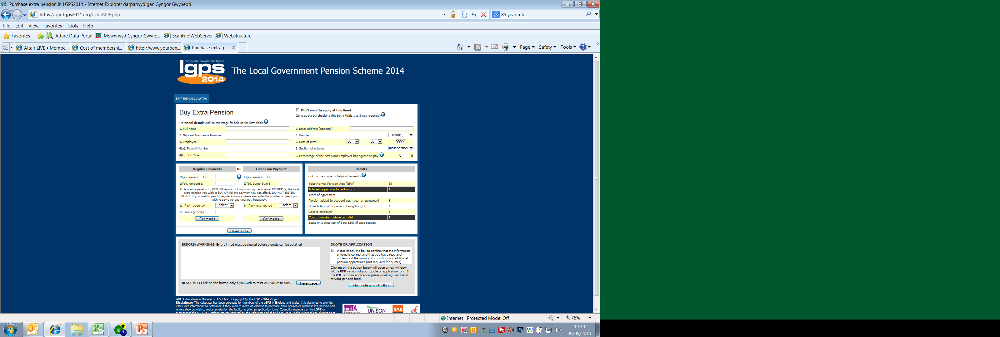 Purchase extra pension in LGPS2014 - Internet Explorer darparwyd gan Gyngor Gwynedd
https://apc.lgps2014.org/extraMPF.php
85 year rule
File Edit View Favorites Tools Help
Favorites Adare Data Portal Mewnrwyd Cyngor Gwyne... ScanFile WebServer Webstructure
Altair LIVE • Membe... Cost of membershi... http://www.yourpen... Purchase extra p... Page Safety Tools
for you, for now, for the future
lgps
2014
The Local Government Pension Scheme 2014
EXIT THE CALCULATOR
Buy Extra Pension
Don't want to apply at this time?
Get a quote by checking this box (Fields 1 to 5 not required)
Personal details click on this image for help on the form fields
1. Full name 5. Email address (optional)
2. National Insurance Number 6. Gender -- select --
3. Employer 7. Date of Birth 00 00 YYYY
4(a). Payroll Number 8. Section of scheme main section
4(b). Job Title 9. Percentage of the cost your employer has agreed to pay 0 %
Regular Payments OR Lump Sum Payment
10(a). Pension £ OR 13(a). Pension £ OR
10(b). Amount £ 13(b). Lump Sum £
To buy extra pension by EITHER regular or lump sum payments enter EITHER (a) the total
extra pension you wish to buy OR (b) the payment you can afford. DO NOT ENTER
BOTH. If you wish to pay by regular amounts please also enter the number of years you
wish to pay over and your pay frequency.
11. Pay frequency -- select - 14. Payment method -- select -
12. Years (whole)
Get results Get results
Reset quote
Results
click on this image for help on the results
Your Normal Pension Age (NPA) 65
Total extra pension to be bought £
Years of agreement
Pension added to account each year of agreement £
Gross total cost of pension being bought £
Cost to employer £
Cost to member before tax relief £
Based on a gross cost of £ per £100 of extra pension
ERRORS/WARNINGS: Errors in red must be cleared before a quote can be obtained
RESET ALL: Click on this button only if you wish to reset ALL values to blank Reset page
QUOTE OR APPLICATION
Please check the box to confirm that the information
entered is correct and that you have read and
understood the terms and conditions for additional
pension applications (not required for quotes)
Clicking on the button below will open a new window
with a PDF version of your quote or application form. If
the PDF is for an application please print, sign and send
to your pension fund.
Get quote or application
APC Extra Pension Modeller V 1.5.2 MPF Copyright © The LGPS 2014 Project
Disclaimer: This calculator has been produced for members of the LGPS in England and Wales. It is designed to provide
users with information to determine if they wish to make an election to purchase extra pension or purchase lost pension and
where they do wish to make an election the facility to print an application form. Councillor members of the LGPS or
Local
Government
UNISON
GMB
Internet | Protected Mode: Off
75%
14:40
09/09/2015